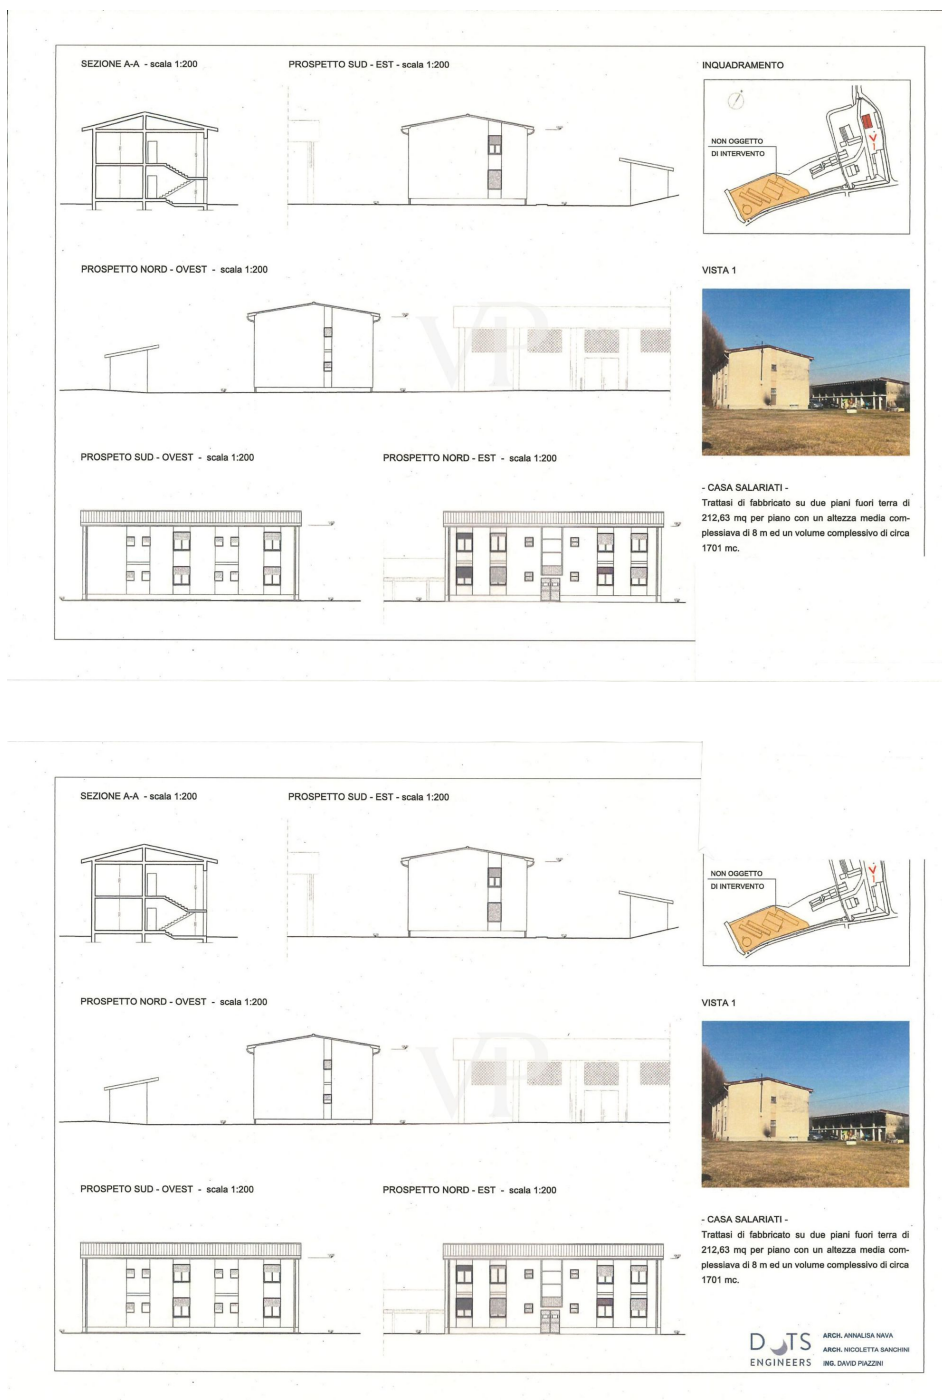 SEZIONE A-A - scala 1:200
PROSPETTO SUD - EST - scala 1:200
INQUADRAMENTO
NON OGGETTO
DI INTERVENTO
V1
PROSPETTO NORD - OVEST - scala 1:200
VISTA 1
VIP
PROSPETO SUD - OVEST - scala 1:200
PROSPETTO NORD - EST - scala 1:200
- CASA SALARIATI -
Trattasi di fabbricato su due piani fuori terra di
212,63 mq per piano con un altezza media com-
plessiava di 8 m ed un volume complessivo di circa
1701 mc.
SEZIONE A-A - scala 1:200
PROSPETTO SUD - EST - scala 1:200
NON OGGETTO
DI INTERVENTO
V1
PROSPETTO NORD - OVEST - scala 1:200
VISTA 1
VIP
PROSPETO SUD - OVEST - scala 1:200
PROSPETTO NORD - EST - scala 1:200
- CASA SALARIATI -
Trattasi di fabbricato su due piani fuori terra di
212,63 mq per piano con un altezza media com-
plessiava di 8 m ed un volume complessivo di circa
1701 mc.
DOTS
ENGINEERS
ARCH. ANNALISA NAVA
ARCH. NICOLETTA SANCHINI
ING. DAVID PIAZZINI